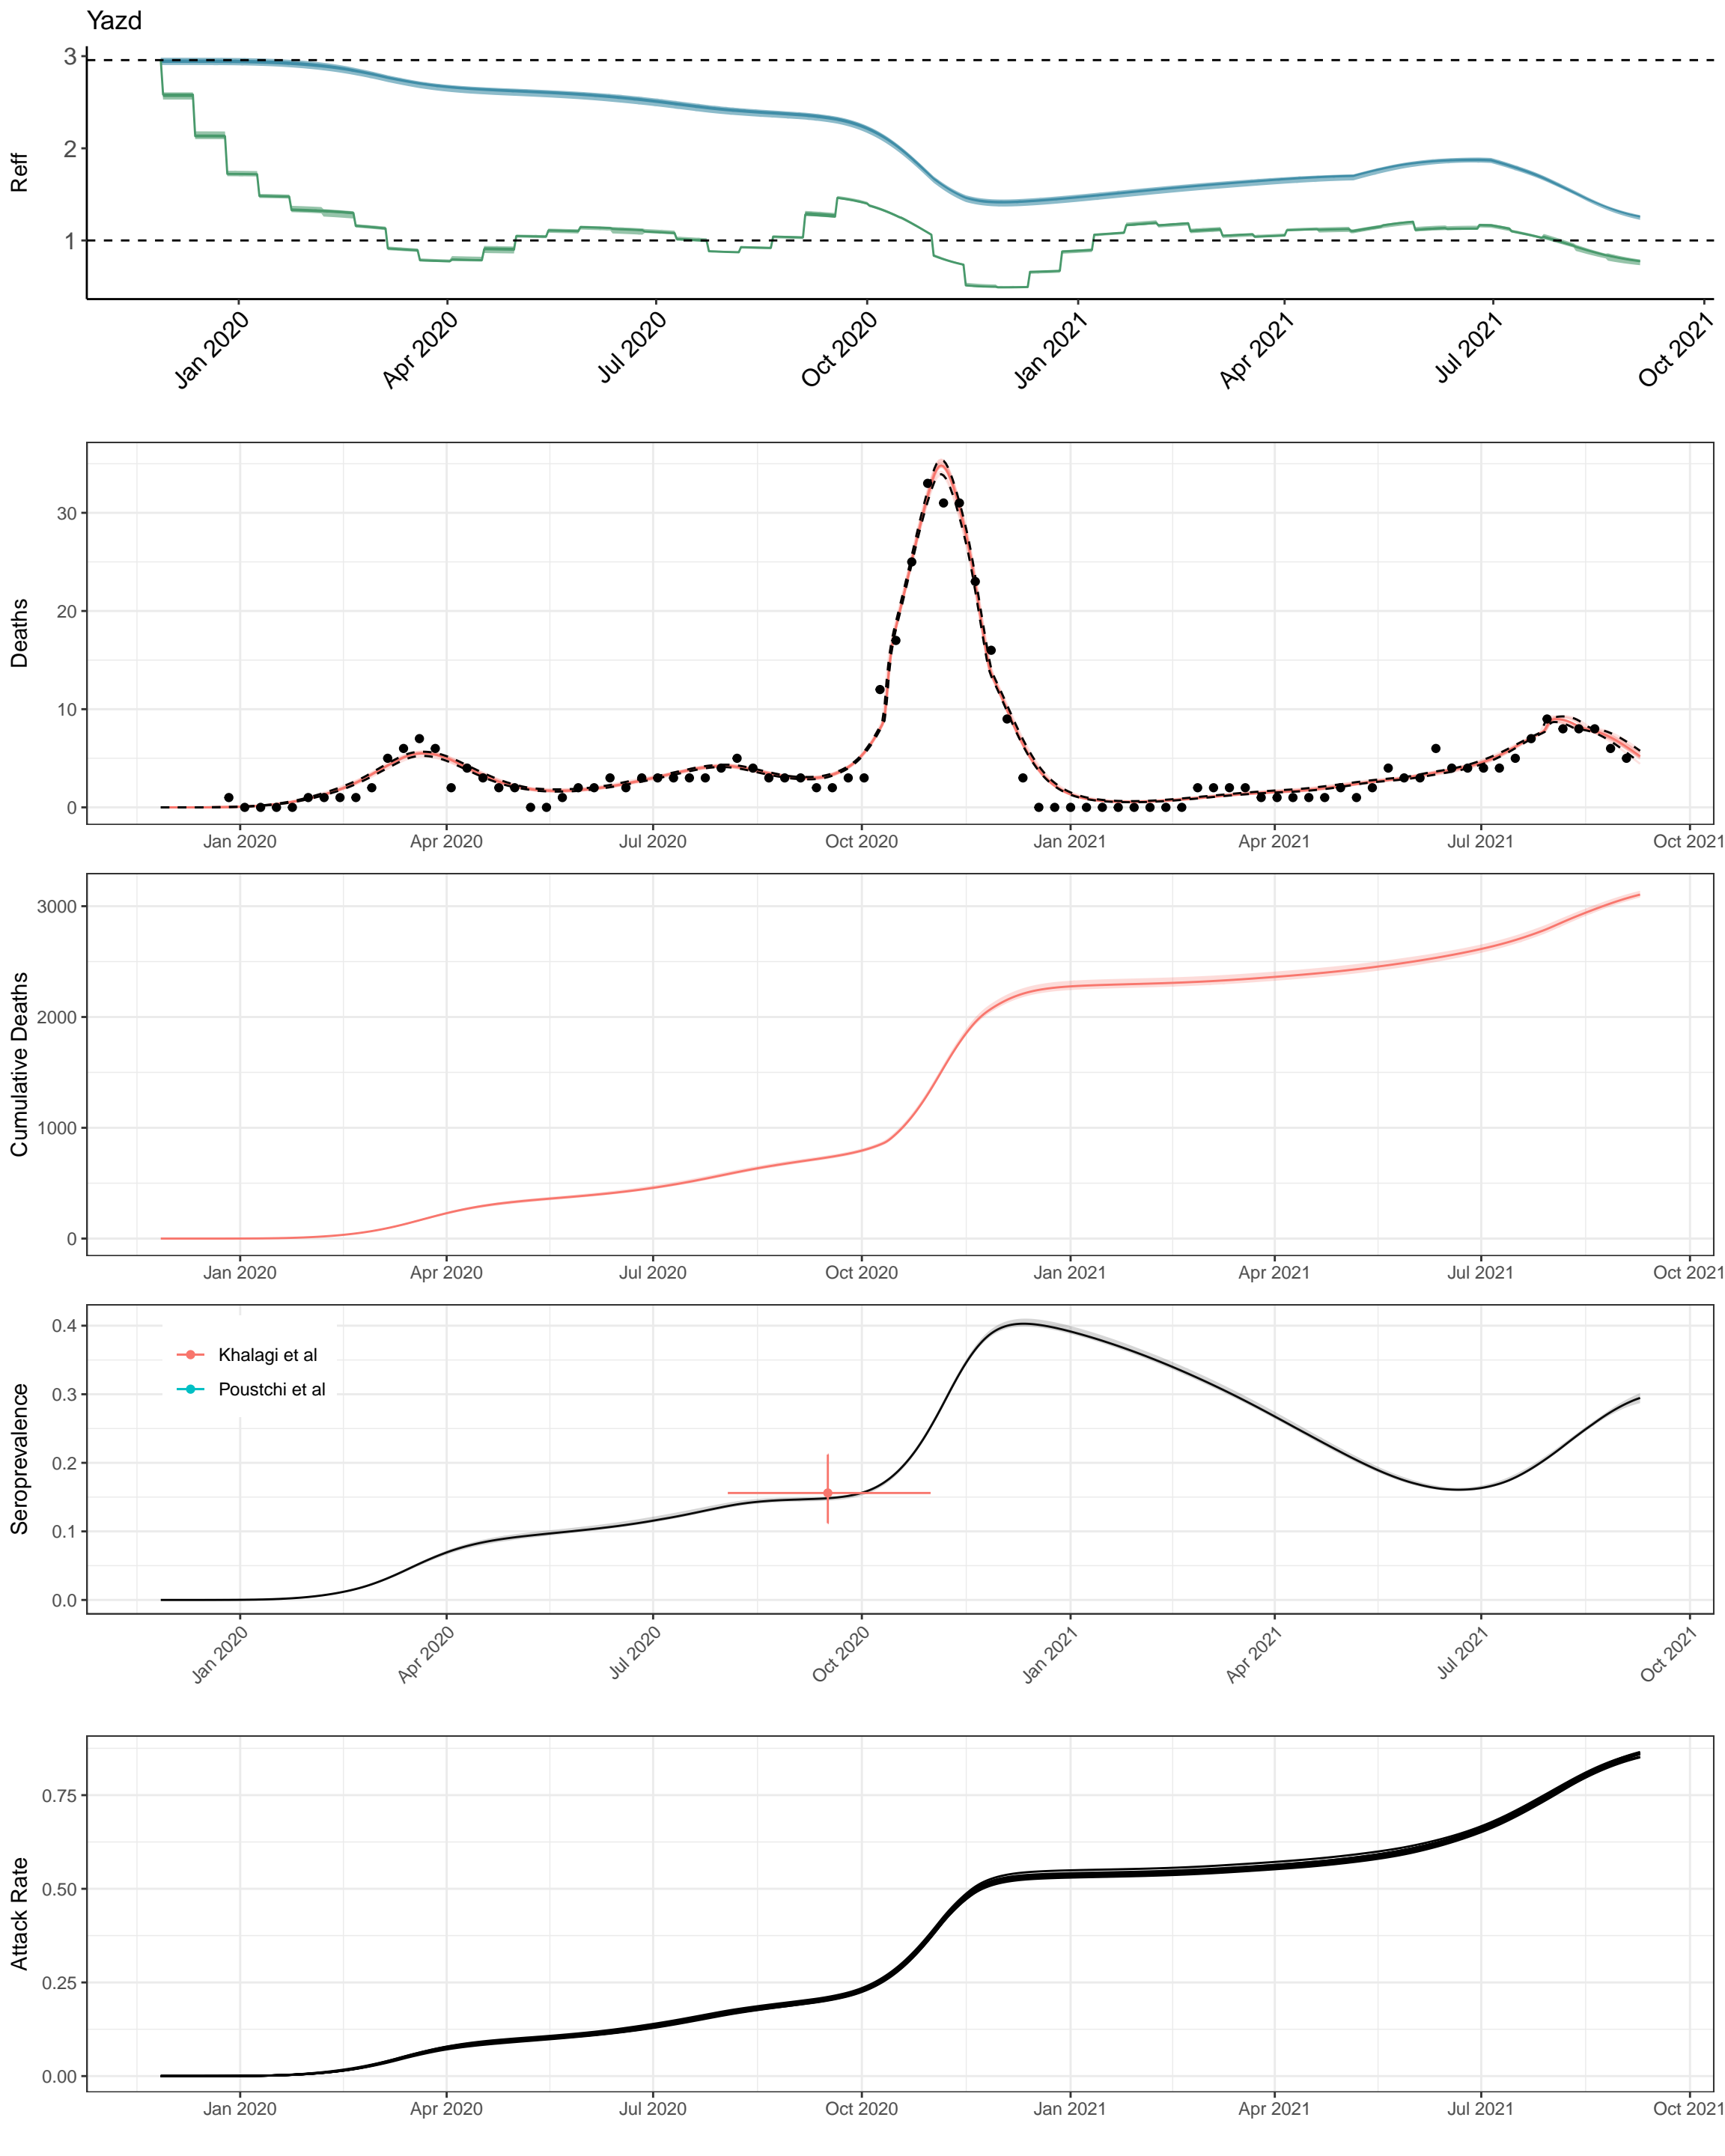 Yazd
Reff
3
2
1
Jan 2020
Apr 2020
Jul 2020
Oct 2020
Jan 2021
Apr 2021
Jul 2021
Oct 2021
Deaths
30
20
10
0
Jan 2020
Apr 2020
Jul 2020
Oct 2020
Jan 2021
Apr 2021
Jul 2021
Oct 2021
Cumulative Deaths
3000
2000
1000
0
Jan 2020
Apr 2020
Jul 2020
Oct 2020
Jan 2021
Apr 2021
Jul 2021
Oct 2021
Seroprevalence
0.4
0.3
0.2
0.1
0.0
Khalagi et al
Poustchi et al
Jan 2020
Apr 2020
Jul 2020
Oct 2020
Jan 2021
Apr 2021
Jul 2021
Oct 2021
Attack Rate
0.75
0.50
0.25
0.00
Jan 2020
Apr 2020
Jul 2020
Oct 2020
Jan 2021
Apr 2021
Jul 2021
Oct 2021